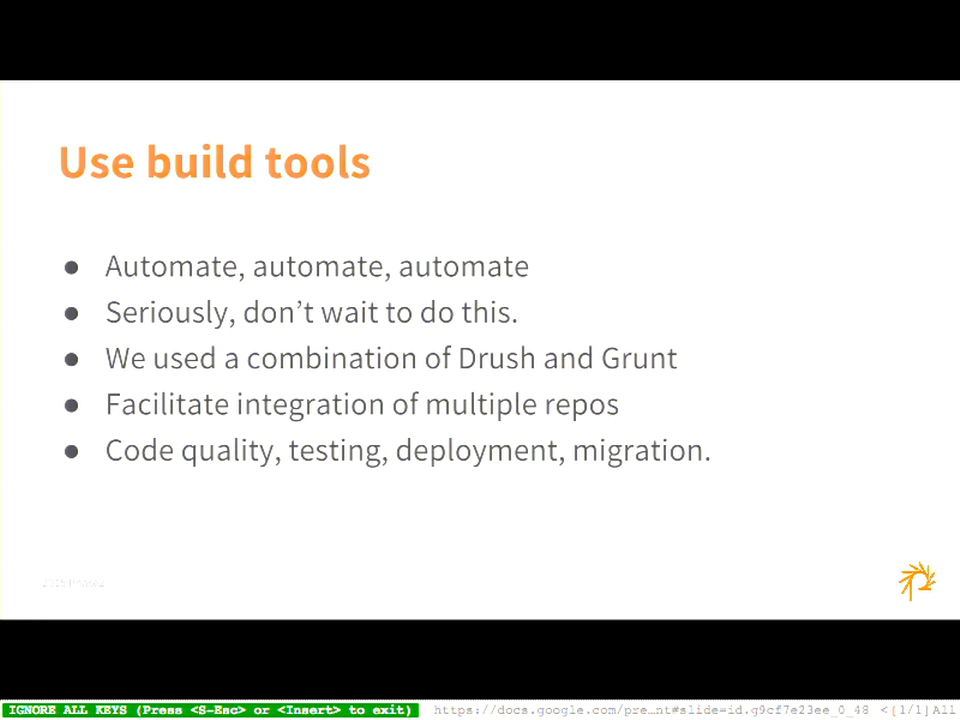 Use build tools
● Automate, automate, automate
● Seriously, don’t wait to do this.
● We used a combination of Drush and Grunt
● Facilitate integration of multiple repos
● Code quality, testing, deployment, migration.
IGNORE ALL KEYS (Press <S-Esc> or <Insert> to exit) https://docs.google.com/pre…nt#slide=id.g9cf7e23ee_0_48 <{1/1]All